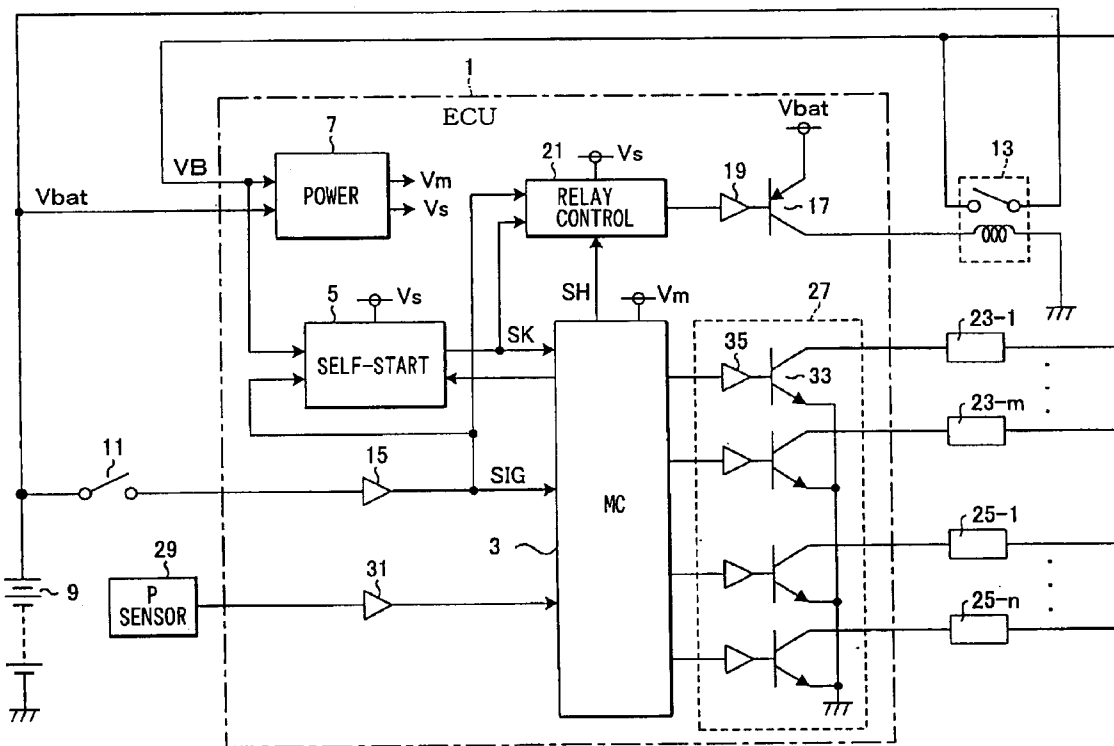 1
ECU
7
VB
Vbat
POWER
Vm
Vs
21
Vs
RELAY
CONTROL
19
Vbat
17
13
5
Vs
SELF-START
SK
SH
Vm
27
35
33
23-1
23-m
11
15
SIG
MC
3
25-1
25-n
9
29
P
SENSOR
31